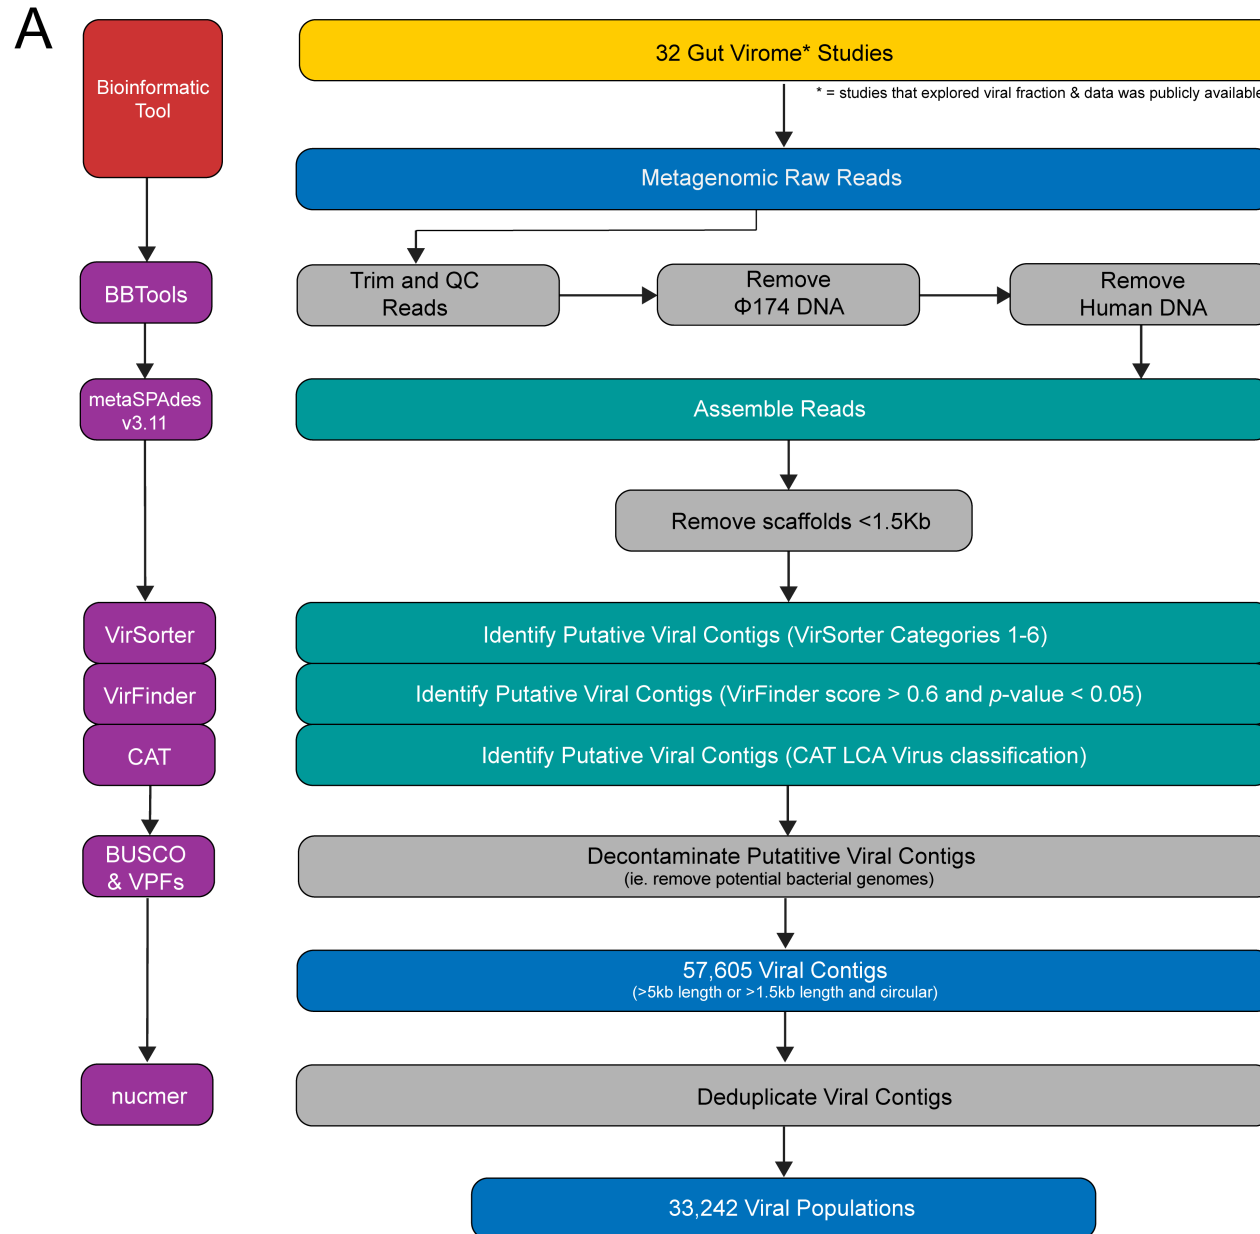 A
Bioinformatic
Tool
32 Gut Virome* Studies
* = studies that explored viral fraction & data was publicly available
Metagenomic Raw Reads
BBTools
Trim and QC
Reads
Remove
Φ174 DNA
Remove
Human DNA
metaSPAdes
v3.11
Assemble Reads
Remove scaffolds <1.5Kb
VirSorter
Identify Putative Viral Contigs (VirSorter Categories 1-6)
VirFinder
Identify Putative Viral Contigs (VirFinder score > 0.6 and p-value < 0.05)
CAT
Identify Putative Viral Contigs (CAT LCA Virus classification)
BUSCO
& VPFs
Decontaminate Putatitive Viral Contigs
(ie. remove potential bacterial genomes)
57,605 Viral Contigs
(>5kb length or >1.5kb length and circular)
nucmer
Deduplicate Viral Contigs
33,242 Viral Populations